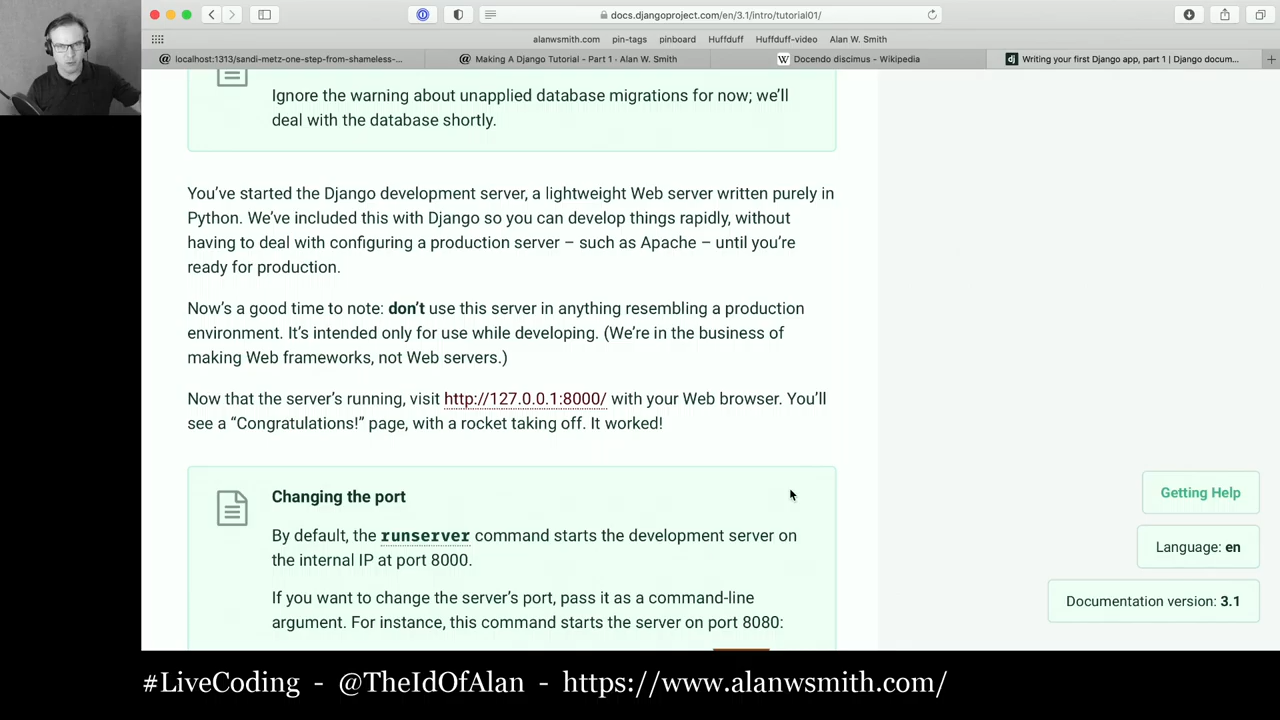 docs.djangoproject.com/en/3.1/intro/tutorial01/
alanwsmith.com pin-tags pinboard Huffduff Huffduff-video Alan W. Smith
localhost:1313/sandi-metz-one-step-from-shameless-...
Making A Django Tutorial - Part 1 · Alan W. Smith
W Docendo discimus - Wikipedia
dj Writing your first Django app, part 1 | Django docum...
Ignore the warning about unapplied database migrations for now; we’ll
deal with the database shortly.
You’ve started the Django development server, a lightweight Web server written purely in
Python. We’ve included this with Django so you can develop things rapidly, without
having to deal with configuring a production server – such as Apache – until you’re
ready for production.
Now’s a good time to note: don’t use this server in anything resembling a production
environment. It’s intended only for use while developing. (We’re in the business of
making Web frameworks, not Web servers.)
Now that the server’s running, visit http://127.0.0.1:8000/ with your Web browser. You’ll
see a “Congratulations!” page, with a rocket taking off. It worked!
Changing the port
By default, the runserver command starts the development server on
the internal IP at port 8000.
If you want to change the server’s port, pass it as a command-line
argument. For instance, this command starts the server on port 8080:
Getting Help
Language: en
Documentation version: 3.1
#LiveCoding - @TheIdOfAlan - https://www.alanwsmith.com/